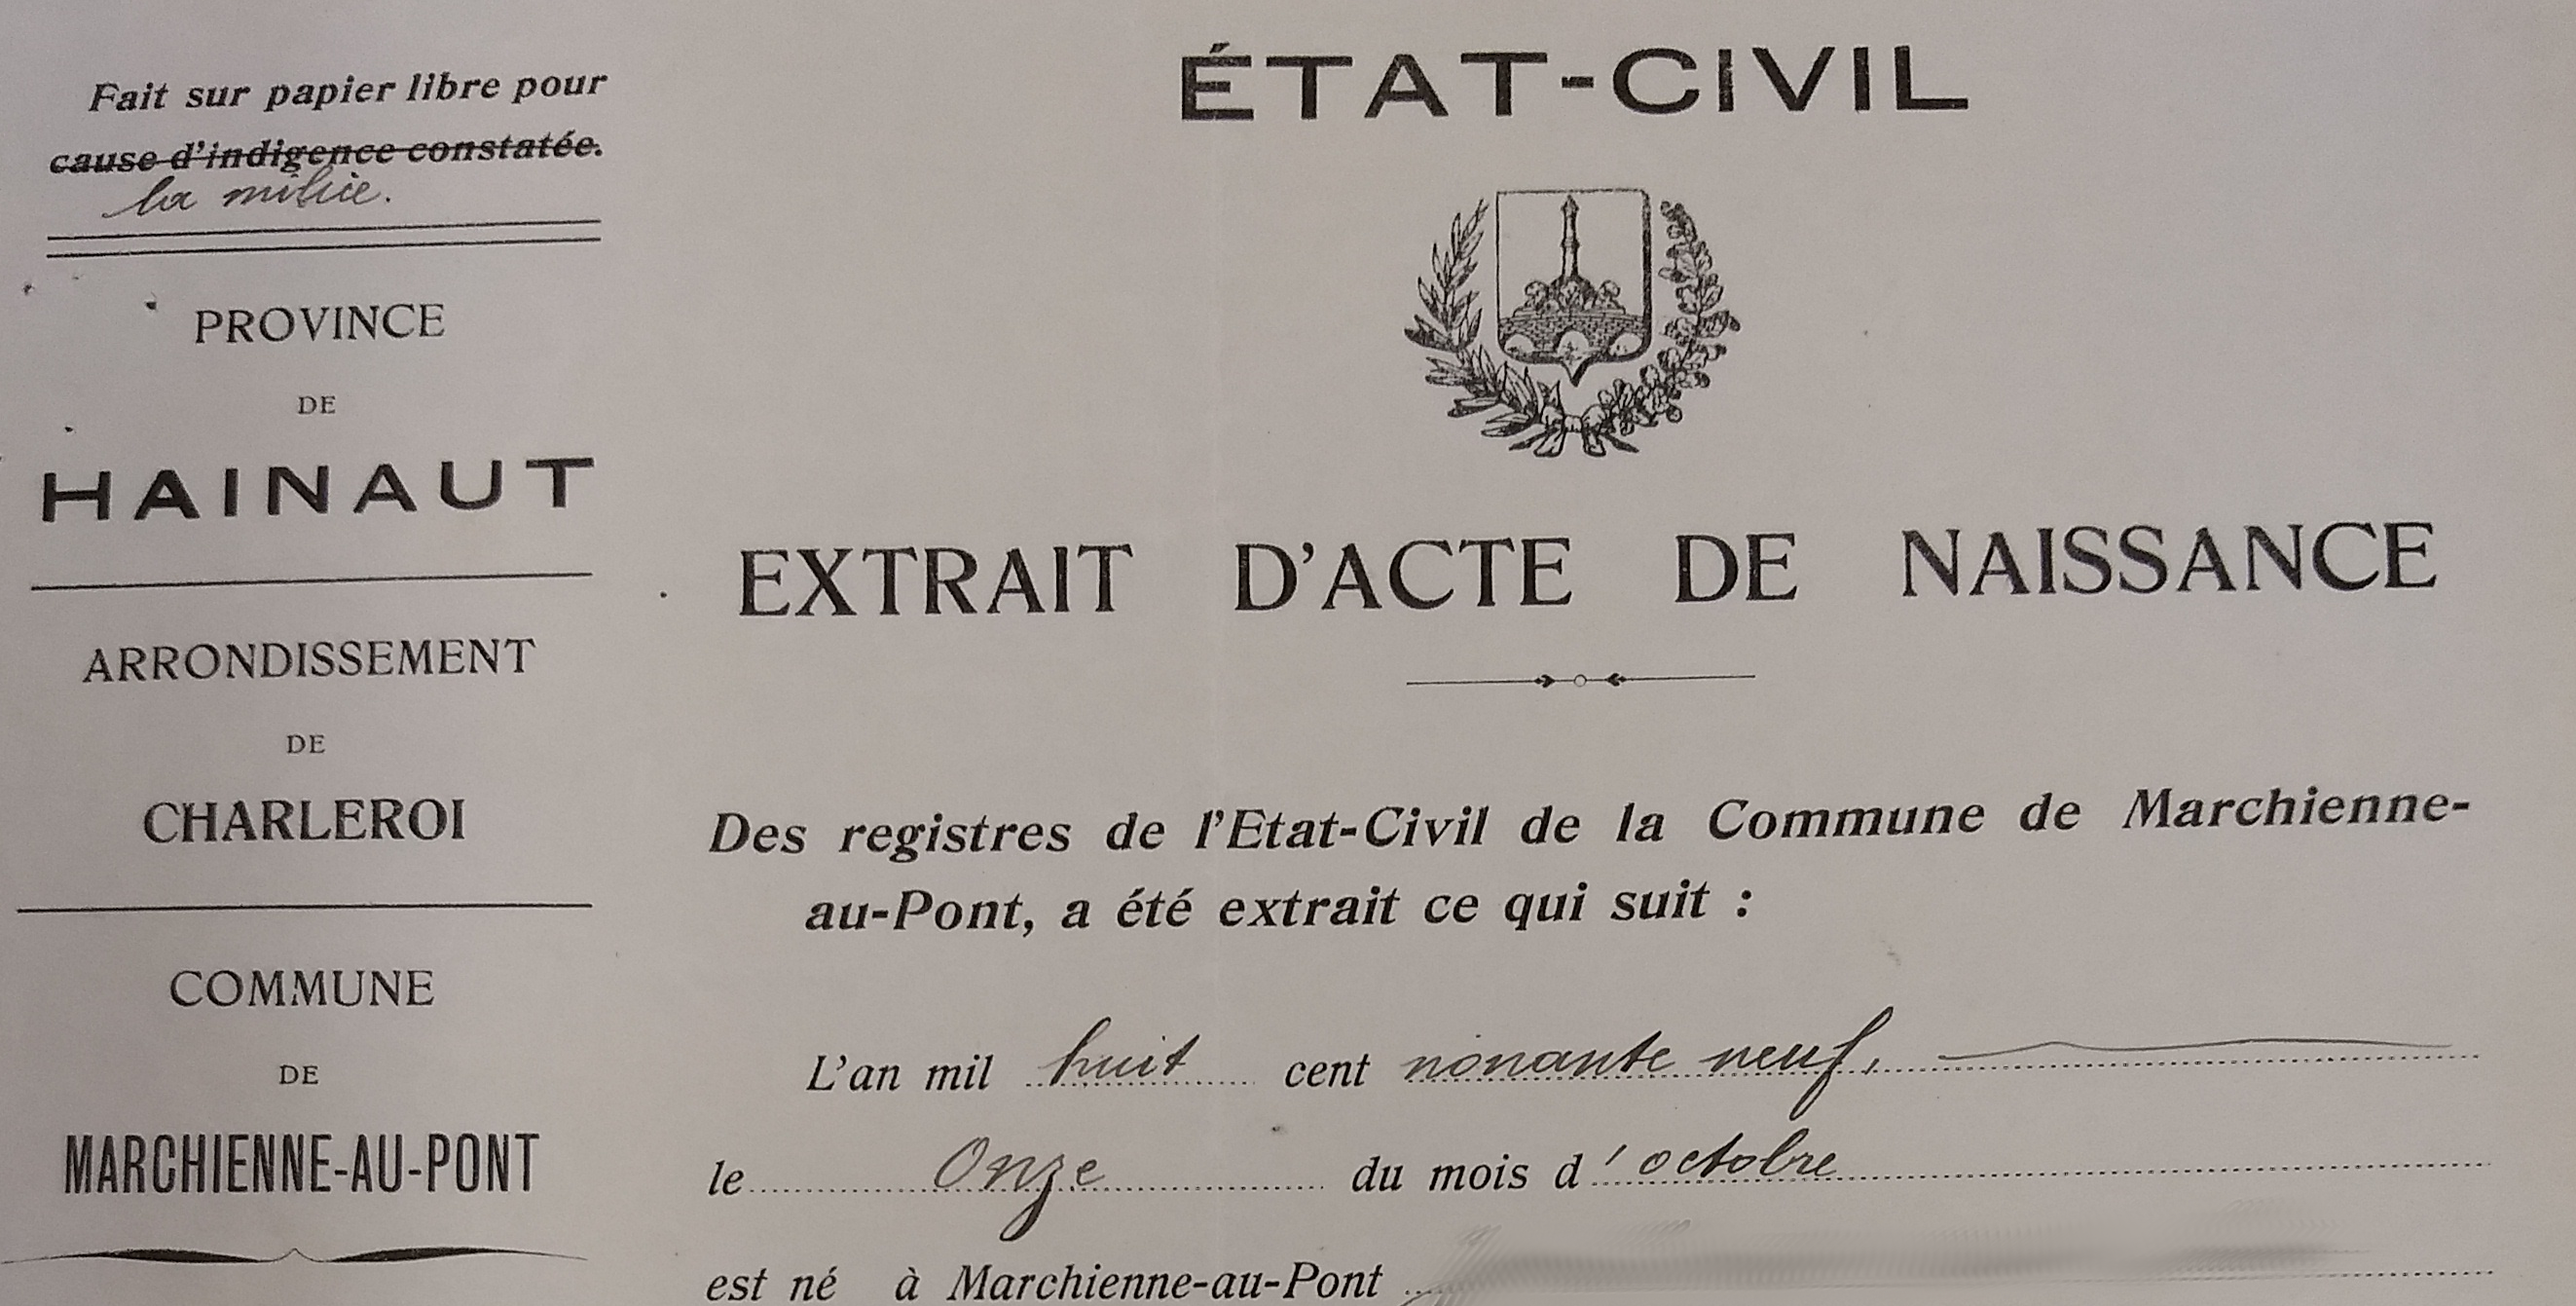 Fait sur papier libre pour
cause d'indigence constatée.
la milice.
PROVINCE
DE
HAINAUT
ARRONDISSEMENT
DE
CHARLEROI
COMMUNE
DE
MARCHIENNE-AU-PONT
ÉTAT-CIVIL
EXTRAIT D'ACTE DE NAISSANCE
Des registres de l'Etat-Civil de la Commune de Marchienne-
au-Pont, a été extrait ce qui suit :
L'an mil huit cent nonante neuf,
le Onze du mois d'octobre
est né à Marchienne-au-Pont